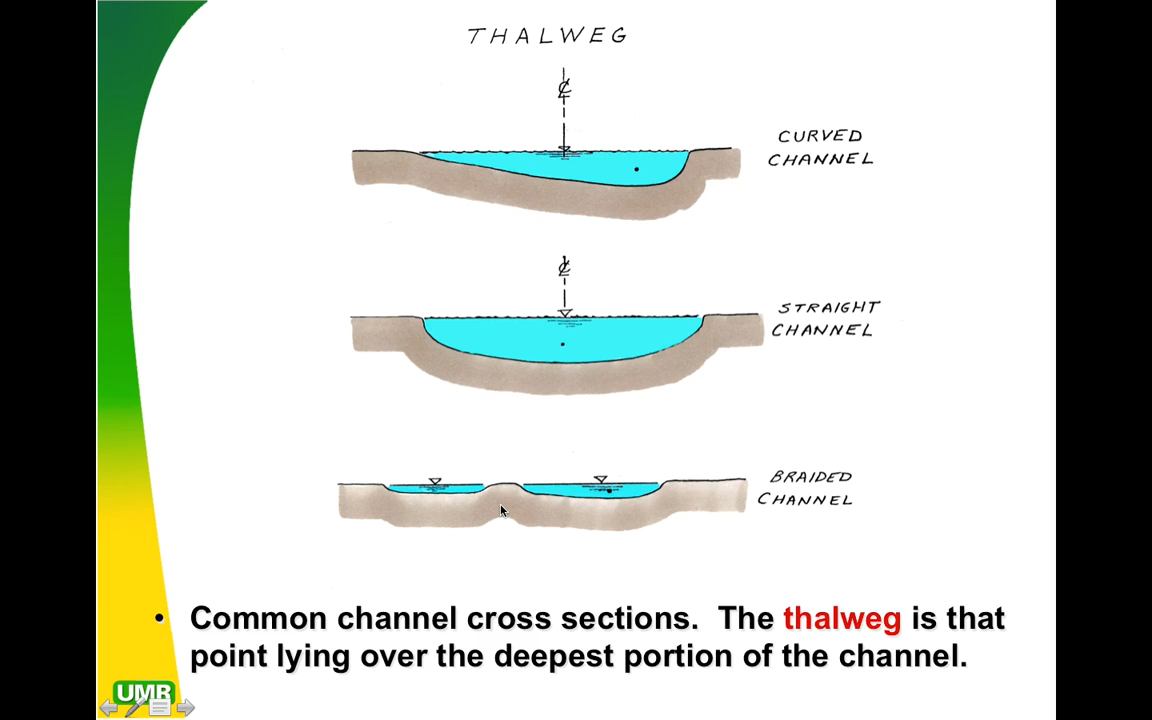 THALWEG
℄
CURVED
CHANNEL
℄
STRAIGHT
CHANNEL
BRAIDED
CHANNEL
• Common channel cross sections. The thalweg is that
point lying over the deepest portion of the channel.
UMR